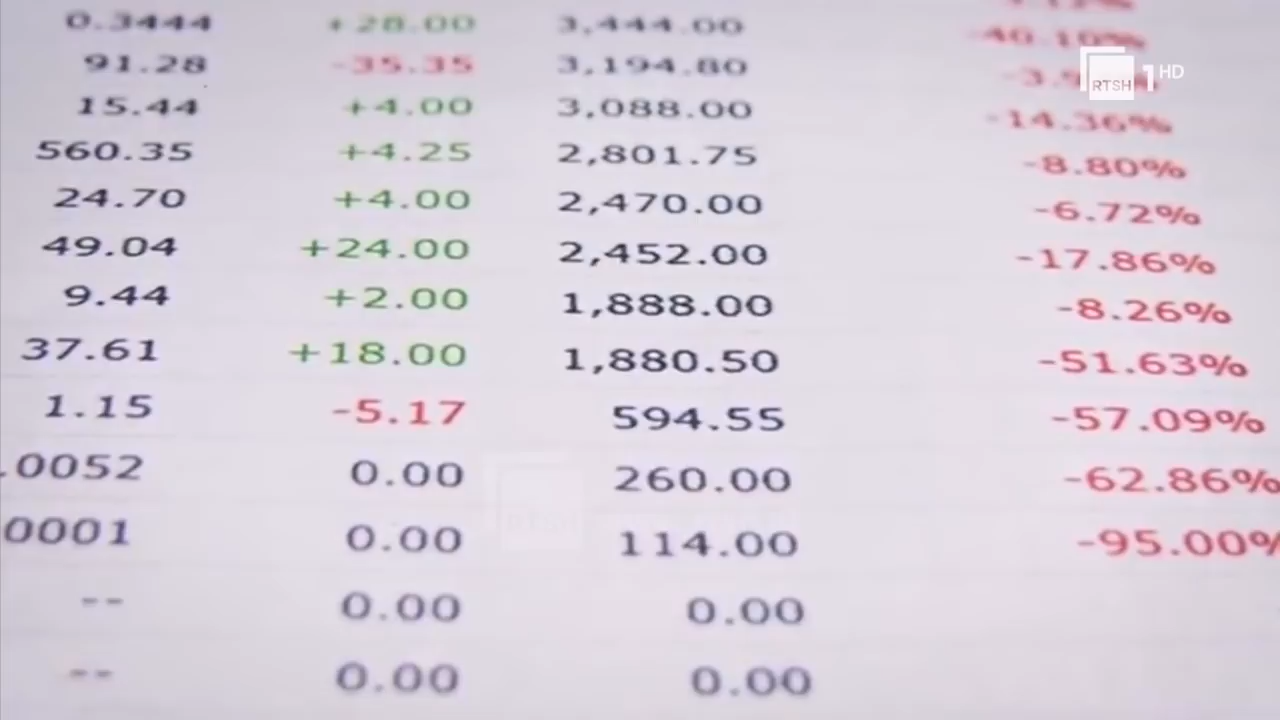 0.3444 +28.00 3,444.00 -40.10%
91.28 -35.35 3,194.80
RTSH 1 HD
15.44 +4.00 3,088.00 -14.36%
560.35 +4.25 2,801.75 -8.80%
24.70 +4.00 2,470.00 -6.72%
49.04 +24.00 2,452.00 -17.86%
9.44 +2.00 1,888.00 -8.26%
37.61 +18.00 1,880.50 -51.63%
1.15 -5.17 594.55 -57.09%
.0052 0.00 260.00 -62.86%
0001 0.00 114.00 -95.00%
-- 0.00 0.00
-- 0.00 0.00